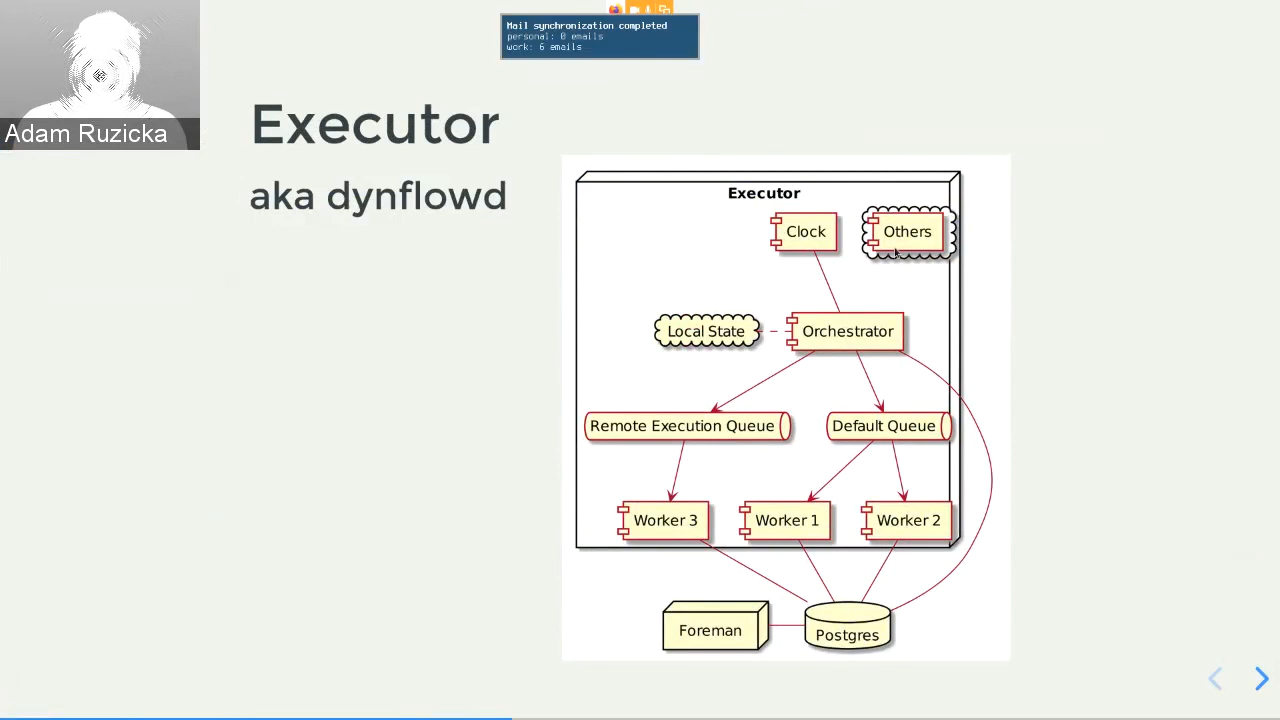 Mail synchronization completed
personal: 0 emails
work: 6 emails
Adam Ruzicka
Executor
aka dynflowd
Executor
Clock
Others
Local State
Orchestrator
Remote Execution Queue
Default Queue
Worker 3
Worker 1
Worker 2
Foreman
Postgres